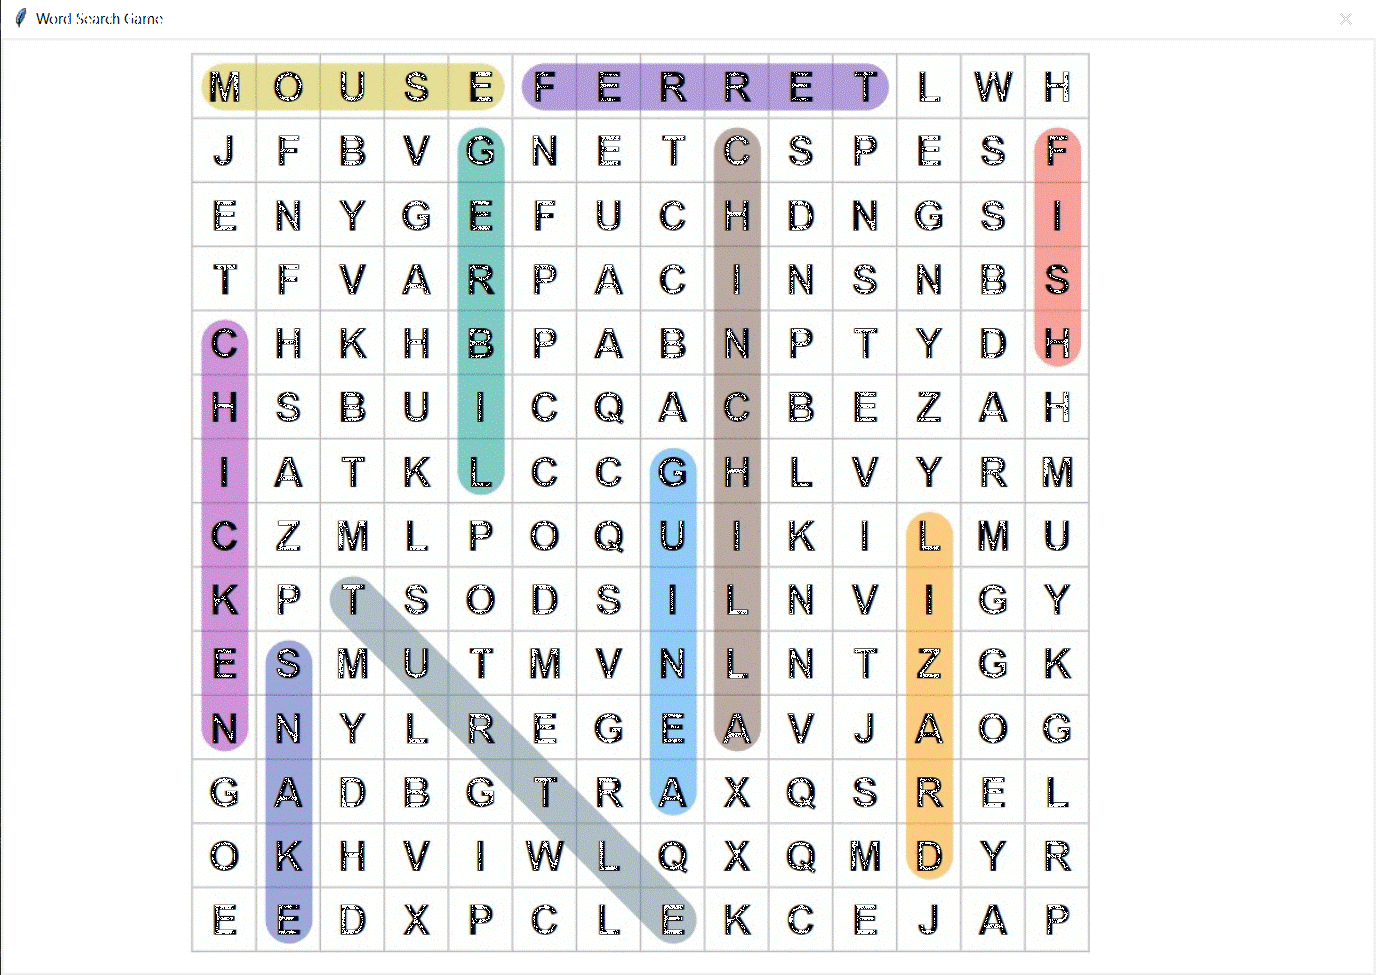 Word Search Game
M O U S E F E R R E T L W H
J F B V G N E T C S P E S F
E N Y G E F U C H D N G S I
T F V A R P A C I N S N B S
C H K H B P A B N P T Y D H
H S B U I C Q A C B E Z A H
I A T K L C C G H L V Y R M
C Z M L P O Q U I K I L M U
K P T S O D S I L N V I G Y
E S M U T M V N L N T Z G K
N N Y L R E G E A V J A O G
G A D B G T R A X Q S R E L
O K H V I W L Q X Q M D Y R
E E D X P C L E K C E J A P